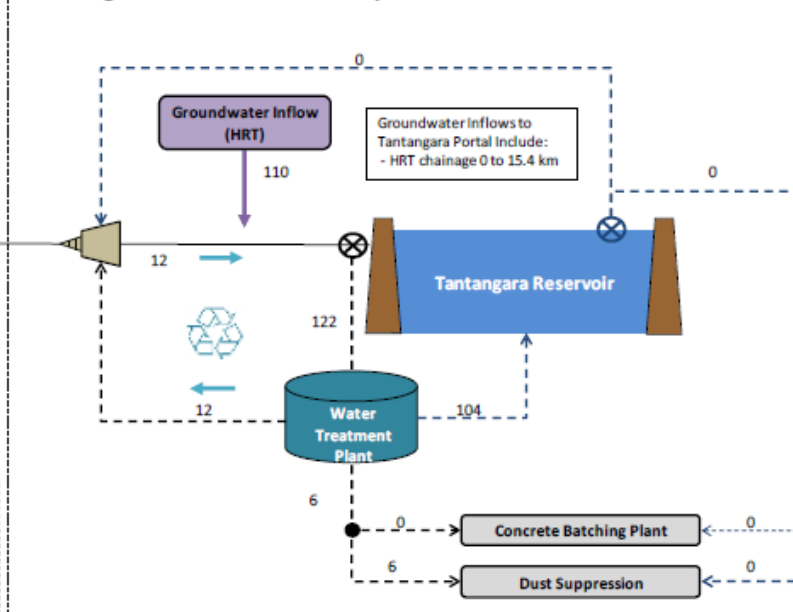 0
Groundwater Inflow
(HRT)
Groundwater Inflows to
Tantangara Portal Include:
- HRT chainage 0 to 15.4 km
110
0
12
Tantangara Reservoir
122
12
Water
Treatment
Plant
104
6
0
Concrete Batching Plant
0
6
Dust Suppression
0